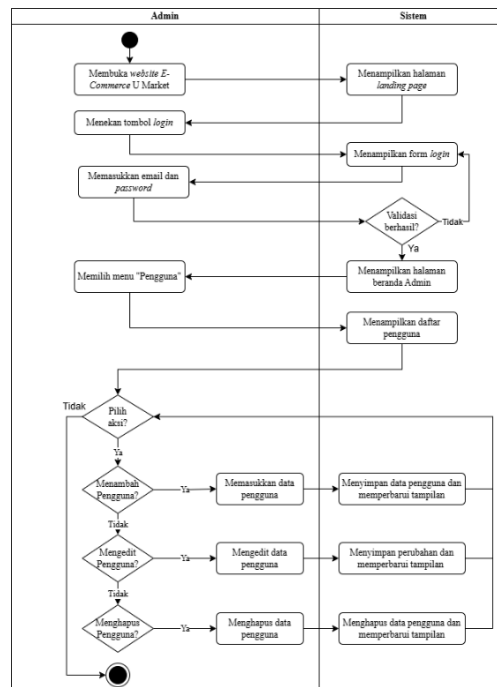 Admin
Sistem
Membuka website E-
Commerce U Market
Menampilkan halaman
landing page
Menekan tombol login
Menampilkan form login
Memasukkan email dan
password
Validasi
berhasil?
Tidak
Ya
Memilih menu "Pengguna"
Menampilkan halaman
beranda Admin
Menampilkan daftar
pengguna
Tidak
Pilih
aksi?
Ya
Menambah
Pengguna?
Ya
Memasukkan data
pengguna
Menyimpan data pengguna dan
memperbarui tampilan
Tidak
Mengedit
Pengguna?
Ya
Mengedit data
pengguna
Menyimpan perubahan dan
memperbarui tampilan
Tidak
Menghapus
Pengguna?
Ya
Menghapus data
pengguna
Menghapus data pengguna dan
memperbarui tampilan